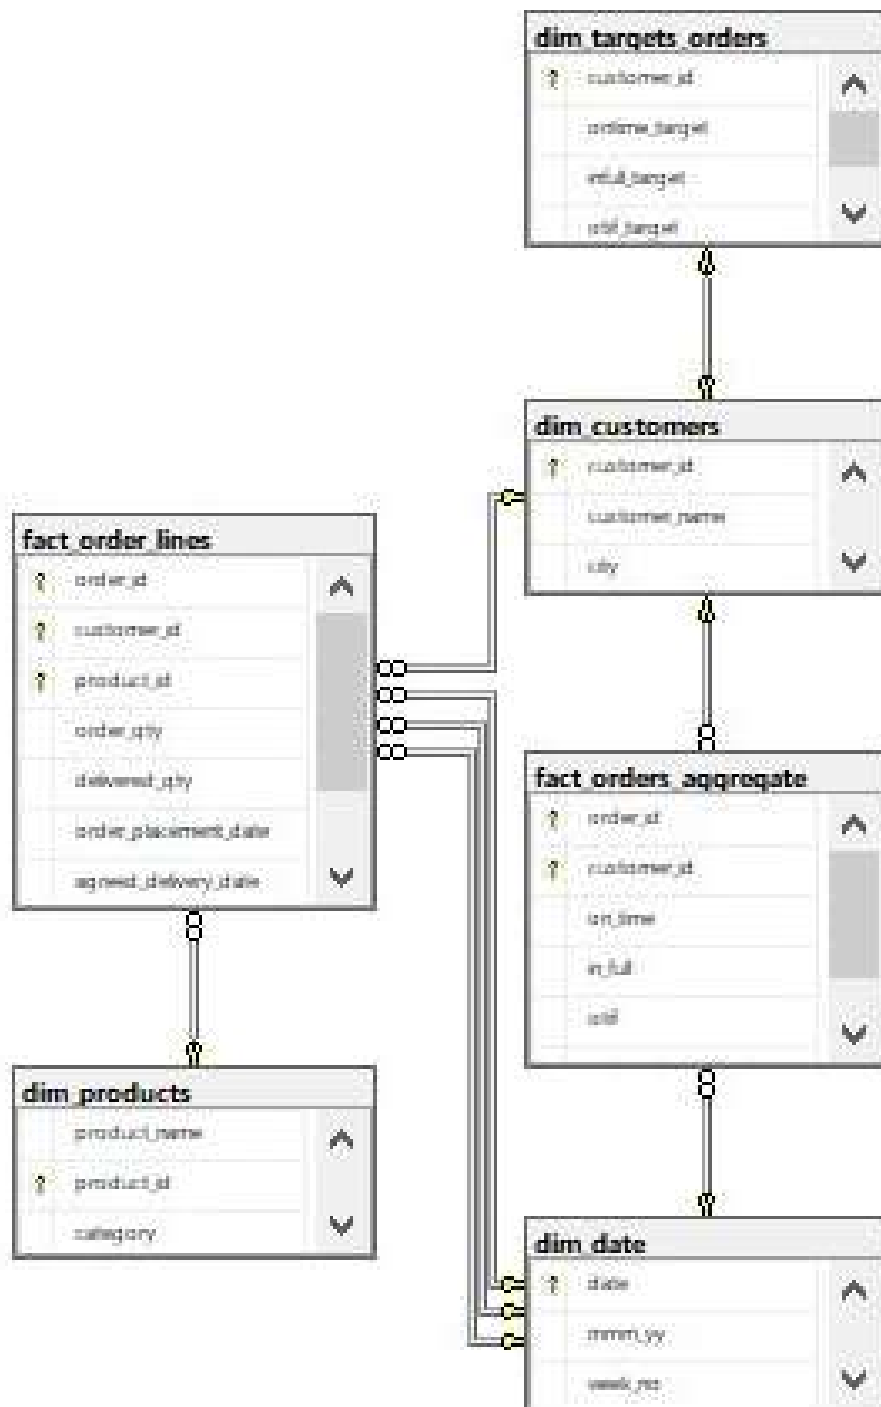 dim_targets_orders
customer_id
ontime_target
infull_target
otif_target
dim_customers
customer_id
customer_name
city
fact_order_lines
order_id
customer_id
product_id
order_qty
delivered_qty
order_placement_date
agreed_delivery_date
fact_orders_aggregate
order_id
customer_id
on_time
in_full
otif
dim_products
product_name
product_id
category
dim_date
date
mmm_yy
week_no